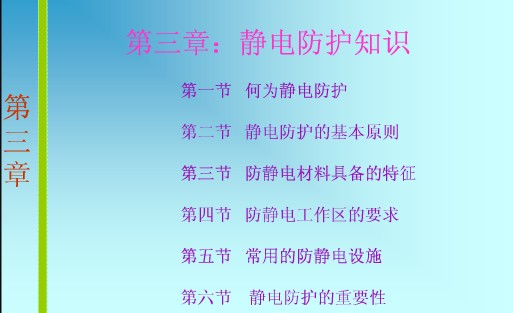 第三章：静电防护知识
第一节 何为静电防护
第二节 静电防护的基本原则
第三节 防静电材料具备的特征
第四节 防静电工作区的要求
第五节 常用的防静电设施
第六节 静电防护的重要性
第三章